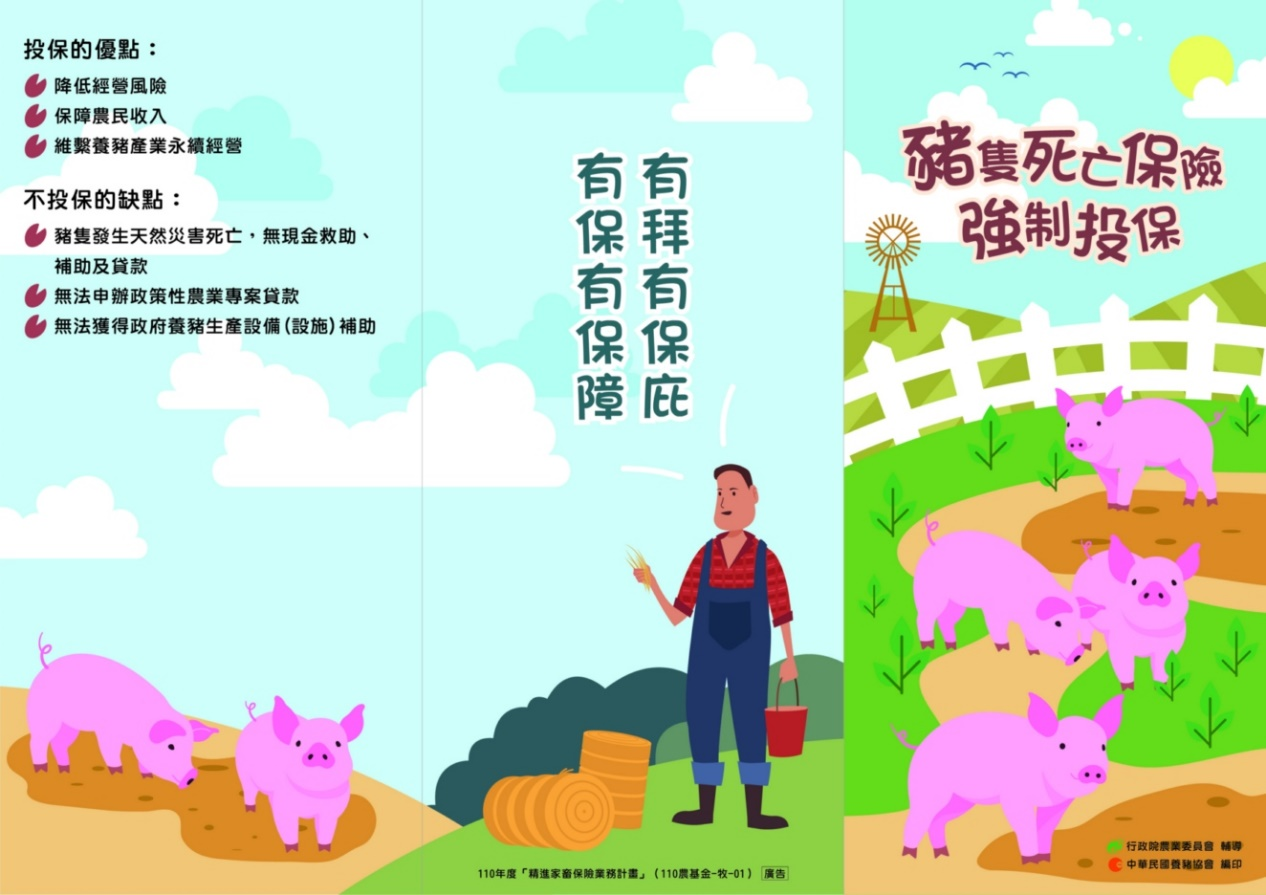 投保的優點：
降低經營風險
保障農民收入
維繫養豬產業永續經營
不投保的缺點：
豬隻發生天然災害死亡，無現金救助、
補助及貸款
無法申辦政策性農業專案貸款
無法獲得政府養豬生產設備(設施)補助
有拜有保庇
有保有保障
110年度「精進家畜保險業務計畫」（110農基金-牧-01） 廣告
豬隻死亡保險
強制投保
行政院農業委員會 輔導
中華民國養豬協會 編印